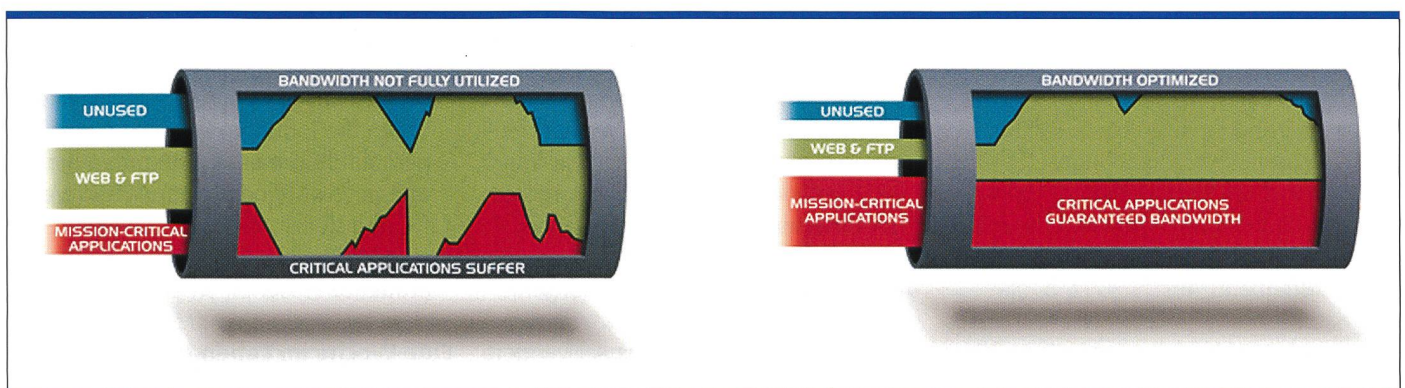 BANDWIDTH NOT FULLY UTILIZED
UNUSED
WEB & FTP
MISSION-CRITICAL
APPLICATIONS
CRITICAL APPLICATIONS SUFFER
BANDWIDTH OPTIMIZED
UNUSED
WEB & FTP
MISSION-CRITICAL
APPLICATIONS
CRITICAL APPLICATIONS
GUARANTEED BANDWIDTH